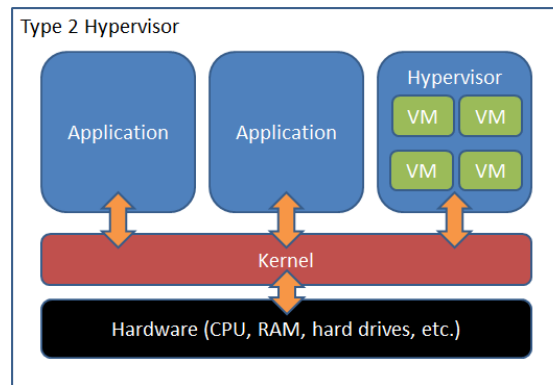 Type 2 Hypervisor
Application
Application
Hypervisor
VM VM
VM VM
Kernel
Hardware (CPU, RAM, hard drives, etc.)